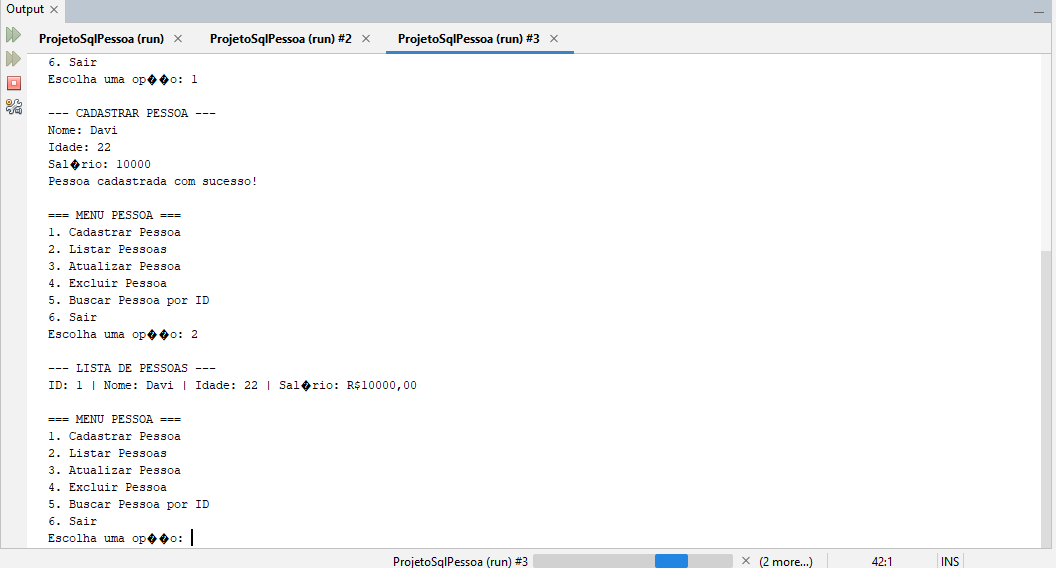 Output
ProjetoSqlPessoa (run) ProjetoSqlPessoa (run) #2 ProjetoSqlPessoa (run) #3
6. Sair
Escolha uma op��o: 1
--- CADASTRAR PESSOA ---
Nome: Davi
Idade: 22
Sal�rio: 10000
Pessoa cadastrada com sucesso!
=== MENU PESSOA ===
1. Cadastrar Pessoa
2. Listar Pessoas
3. Atualizar Pessoa
4. Excluir Pessoa
5. Buscar Pessoa por ID
6. Sair
Escolha uma op��o: 2
--- LISTA DE PESSOAS ---
ID: 1 | Nome: Davi | Idade: 22 | Sal�rio: R$10000,00
=== MENU PESSOA ===
1. Cadastrar Pessoa
2. Listar Pessoas
3. Atualizar Pessoa
4. Excluir Pessoa
5. Buscar Pessoa por ID
6. Sair
Escolha uma op��o:
ProjetoSqlPessoa (run) #3 (2 more...) 42:1 INS